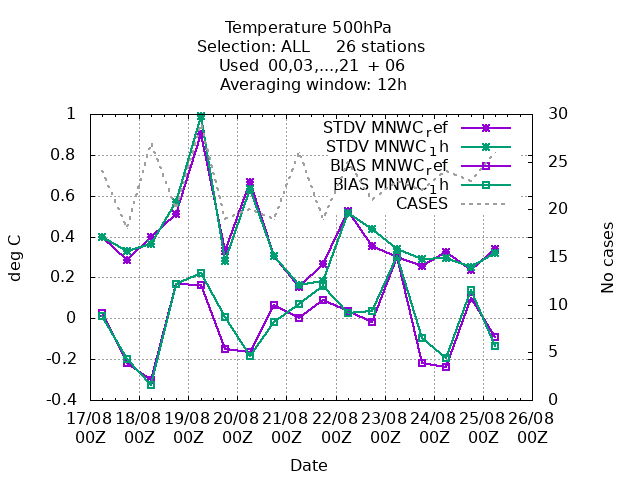 Temperature 500hPa
Selection: ALL 26 stations
Used 00,03,...,21 + 06
Averaging window: 12h
1
0.8
0.6
0.4
0.2
0
-0.2
-0.4
deg C
30
25
20
15
10
5
0
No cases
STDV MNWC_ref
STDV MNWC_1h
BIAS MNWC_ref
BIAS MNWC_1h
CASES
17/08 18/08 19/08 20/08 21/08 22/08 23/08 24/08 25/08 26/08
00Z 00Z 00Z 00Z 00Z 00Z 00Z 00Z 00Z 00Z
Date